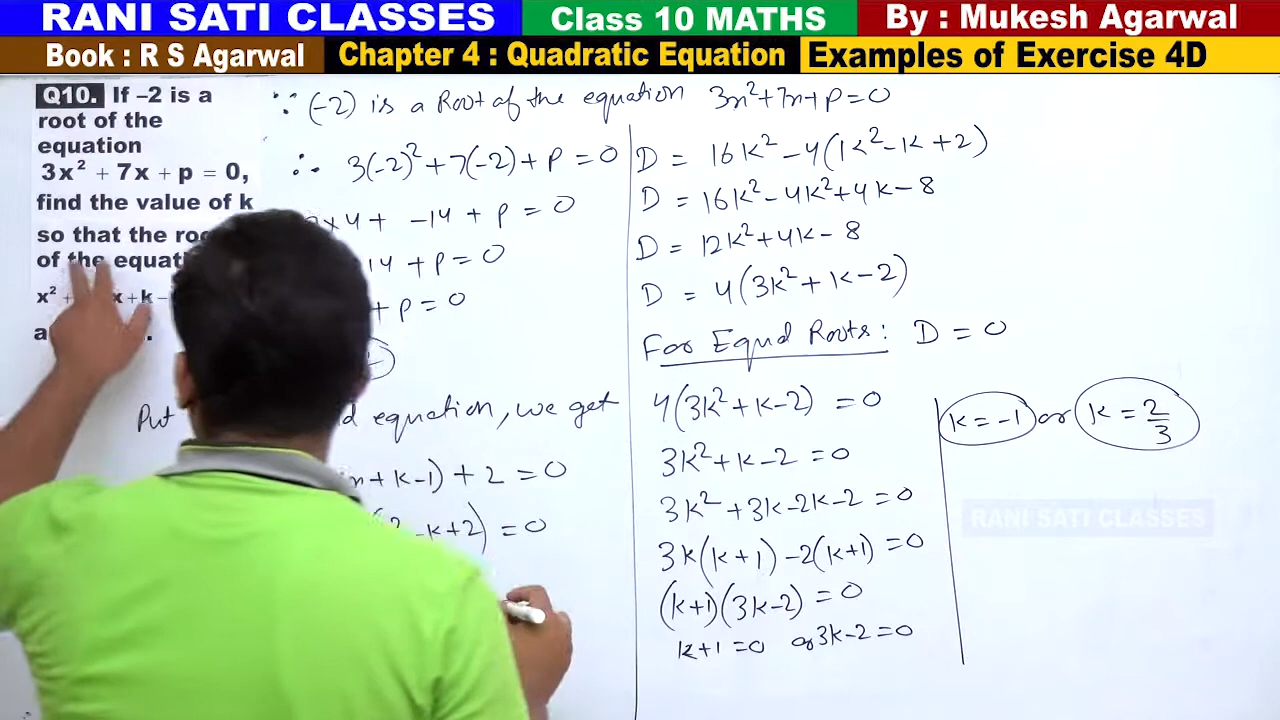 RANI SATI CLASSES Class 10 MATHS By : Mukesh Agarwal
Book : R S Agarwal Chapter 4 : Quadratic Equation Examples of Exercise 4D
Q10. If –2 is a
root of the
equation
3x² + 7x + p = 0,
find the value of k
so that the
of the
x² + x + k –
∵ (-2) is a Root of the equation 3x²+7x+p=0
∴ 3(-2)²+7(-2)+p=0
x4+ -14 + p = 0
14 + p = 0
+ p = 0
Put equation, we get
+ k-1) + 2 = 0
-k+2) = 0
D = 16k²-4(k²-k+2)
D = 16k²-4k²+4k-8
D = 12k²+4k-8
D = 4(3k²+k-2)
For Equal Roots: D = 0
4(3k²+k-2) = 0
3k²+k-2=0
3k²+3k-2k-2=0
3k(k+1)-2(k+1)=0
(k+1)(3k-2)=0
k+1=0 or 3k-2=0
k=-1 or k=2/3
RANI SATI CLASSES